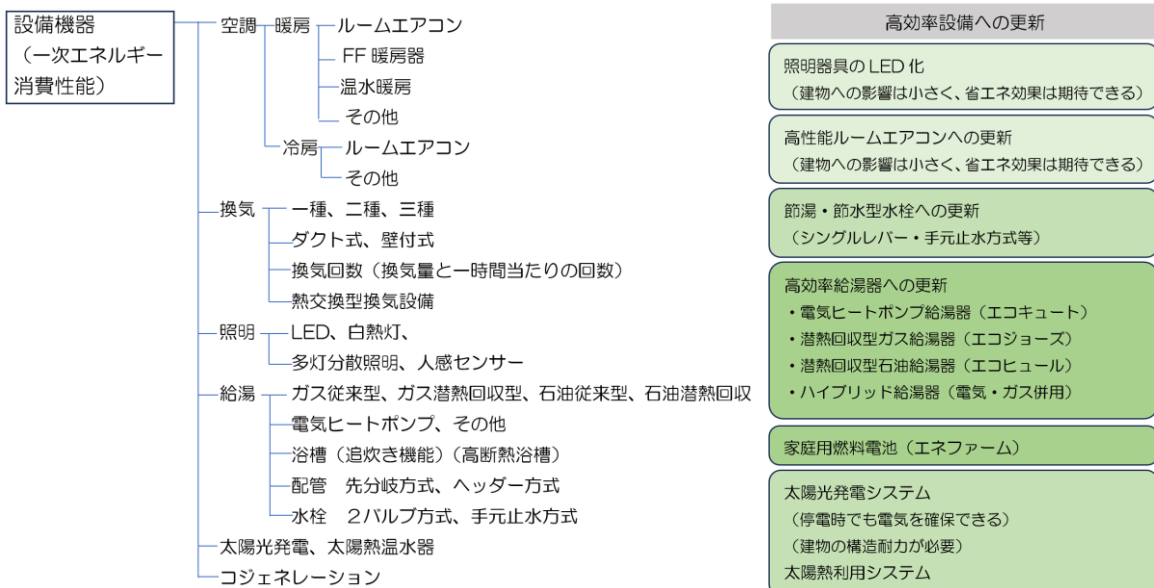 設備機器
（一次エネルギー
消費性能）
空調
暖房
ルームエアコン
FF 暖房器
温水暖房
その他
冷房
ルームエアコン
その他
換気
一種、二種、三種
ダクト式、壁付式
換気回数（換気量と一時間当たりの回数）
熱交換型換気設備
照明
LED、白熱灯、
多灯分散照明、人感センサー
給湯
ガス従来型、ガス潜熱回収型、石油従来型、石油潜熱回収
電気ヒートポンプ、その他
浴槽（追炊き機能）（高断熱浴槽）
配管　先分岐方式、ヘッダー方式
水栓　２バルブ方式、手元止水方式
太陽光発電、太陽熱温水器
コジェネレーション
高効率設備への更新
照明器具の LED 化
（建物への影響は小さく、省エネ効果は期待できる）
高性能ルームエアコンへの更新
（建物への影響は小さく、省エネ効果は期待できる）
節湯・節水型水栓への更新
（シングルレバー・手元止水方式等）
高効率給湯器への更新
・電気ヒートポンプ給湯器（エコキュート）
・潜熱回収型ガス給湯器（エコジョーズ）
・潜熱回収型石油給湯器（エコヒュール）
・ハイブリッド給湯器（電気・ガス併用）
家庭用燃料電池（エネファーム）
太陽光発電システム
（停電時でも電気を確保できる）
（建物の構造耐力が必要）
太陽熱利用システム